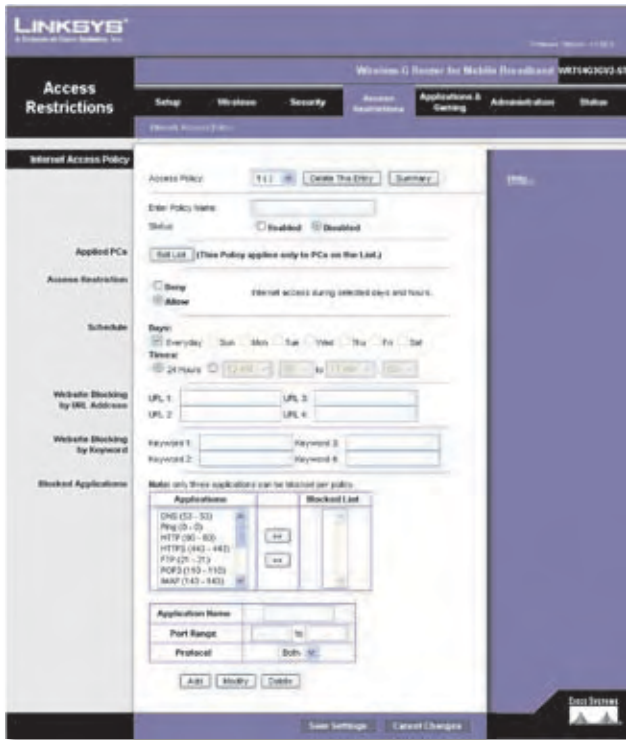 LINKSYS
A Division of Cisco Systems, Inc.
Wireless-G Router for Mobile Broadband
Access
Restrictions
Setup
Wireless
Security
Access
Restrictions
Applications &
Gaming
Administration
Status
Internet Access Policy
Internet Access Policy
Access Policy:
Delete This Entry
Summary
Help...
Enter Policy Name:
Status:
Enabled
Disabled
Applied PCs
Edit List
(This Policy applies only to PCs on the List.)
Access Restriction
Deny
Allow
Internet access during selected days and hours.
Schedule
Days:
Everyday Sun Mon Tue Wed Thu Fri Sat
Times:
24 Hours
to
Website Blocking
by URL Address
URL 1:
URL 3:
URL 2:
URL 4:
Website Blocking
by Keyword
Keyword 1:
Keyword 3:
Keyword 2:
Keyword 4:
Blocked Applications
Note: only three applications can be blocked per policy.
Applications
Blocked List
DNS (53 - 53)
Ping (0 - 0)
HTTP (80 - 80)
HTTPS (443 - 443)
FTP (21 - 21)
POP3 (110 - 110)
IMAP (143 - 143)
>>
<<
Application Name
Port Range
to
Protocol
Both
Add
Modify
Delete
Save Settings
Cancel Changes
Cisco Systems